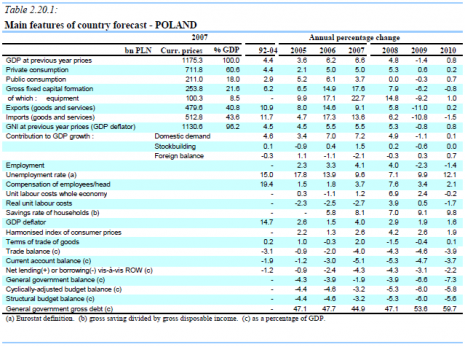 Table 2.20.1:
Main features of country forecast - POLAND
2007 Annual percentage change
bn PLN Curr. prices % GDP 92-04 2005 2006 2007 2008 2009 2010
GDP at previous year prices 1175.3 100.0 4.4 3.6 6.2 6.6 4.8 -1.4 0.8
Private consumption 711.8 60.6 4.4 2.1 5.0 5.0 5.3 0.6 0.2
Public consumption 211.0 18.0 2.9 5.2 6.1 3.7 0.0 -0.3 0.7
Gross fixed capital formation 253.8 21.6 6.2 6.5 14.9 17.6 7.9 -6.2 -0.8
of which : equipment 100.3 8.5 - 9.9 17.1 22.7 14.8 -9.2 1.0
Exports (goods and services) 479.6 40.8 10.9 8.0 14.6 9.1 5.8 -11.0 0.2
Imports (goods and services) 512.8 43.6 11.7 4.7 17.3 13.6 6.2 -10.6 0.0
GNI at previous year prices (GDP deflator) 1130.6 96.2 4.5 4.5 5.5 5.5 5.3 -0.8 0.8
Contribution to GDP growth : Domestic demand 4.6 3.4 7.0 7.2 4.9 -1.1 0.1
Stockbuilding 0.1 -0.9 0.4 1.5 0.2 -0.6 0.0
Foreign balance -0.3 1.1 -1.1 -2.1 -0.3 0.3 0.7
Employment - 2.3 3.3 4.1 4.0 -2.3 -1.4
Unemployment rate (a) 15.0 17.8 13.9 9.6 7.1 9.9 12.1
Compensation of employees/head 19.4 1.5 1.8 3.7 7.6 3.4 2.1
Unit labour costs whole economy - 0.3 -1.1 1.2 6.9 2.4 -0.2
Real unit labour costs - -2.3 -2.5 -2.7 3.9 0.5 -1.7
Savings rate of households (b) - - 5.8 8.1 7.0 9.1 9.8
GDP deflator 14.7 2.6 1.5 4.0 2.9 1.9 1.6
Harmonised index of consumer prices - 2.2 1.3 2.6 4.2 2.6 1.9
Terms of trade of goods 0.2 1.0 -0.3 2.0 -1.5 -0.4 0.1
Trade balance (c) -3.1 -0.9 -2.0 -4.0 -4.3 -4.6 -3.9
Current account balance (c) -1.9 -1.2 -3.0 -5.1 -5.3 -4.7 -3.7
Net lending(+) or borrowing(-) vis-à-vis ROW (c) -1.2 -0.9 -2.4 -4.3 -4.3 -3.1 -2.2
General government balance (c) - -4.3 -3.9 -1.9 -3.9 -6.6 -7.3
Cyclically-adjusted budget balance (c) - -4.4 -4.6 -3.2 -5.3 -6.0 -5.8
Structural budget balance (c) - -4.4 -4.6 -3.2 -5.3 -6.0 -5.6
General government gross debt (c) - 47.1 47.7 44.9 47.1 53.6 59.7
(a) Eurostat definition. (b) gross saving divided by gross disposable income. (c) as a percentage of GDP.